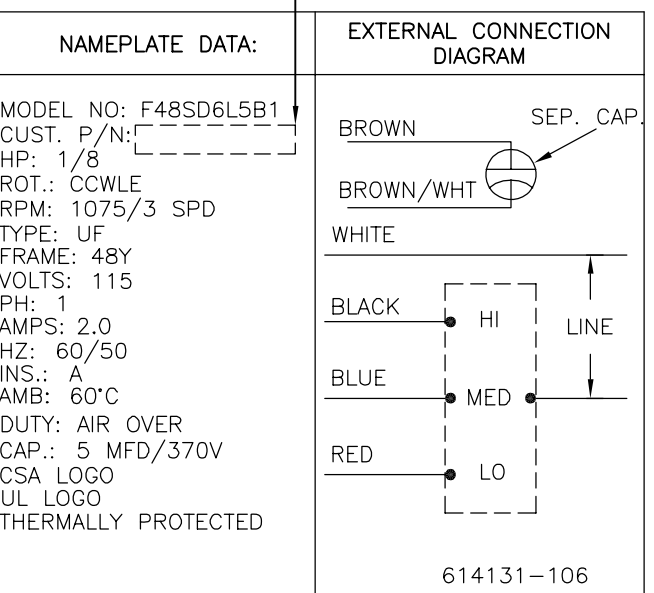 NAMEPLATE DATA:
MODEL NO: F48SD6L5B1
CUST. P/N:
HP: 1/8
ROT.: CCWLE
RPM: 1075/3 SPD
TYPE: UF
FRAME: 48Y
VOLTS: 115
PH: 1
AMPS: 2.0
HZ: 60/50
INS.: A
AMB: 60°C
DUTY: AIR OVER
CAP.: 5 MFD/370V
CSA LOGO
UL LOGO
THERMALLY PROTECTED
EXTERNAL CONNECTION
DIAGRAM
BROWN
SEP. CAP.
BROWN/WHT
WHITE
BLACK
HI
LINE
BLUE
MED
RED
LO
614131-106